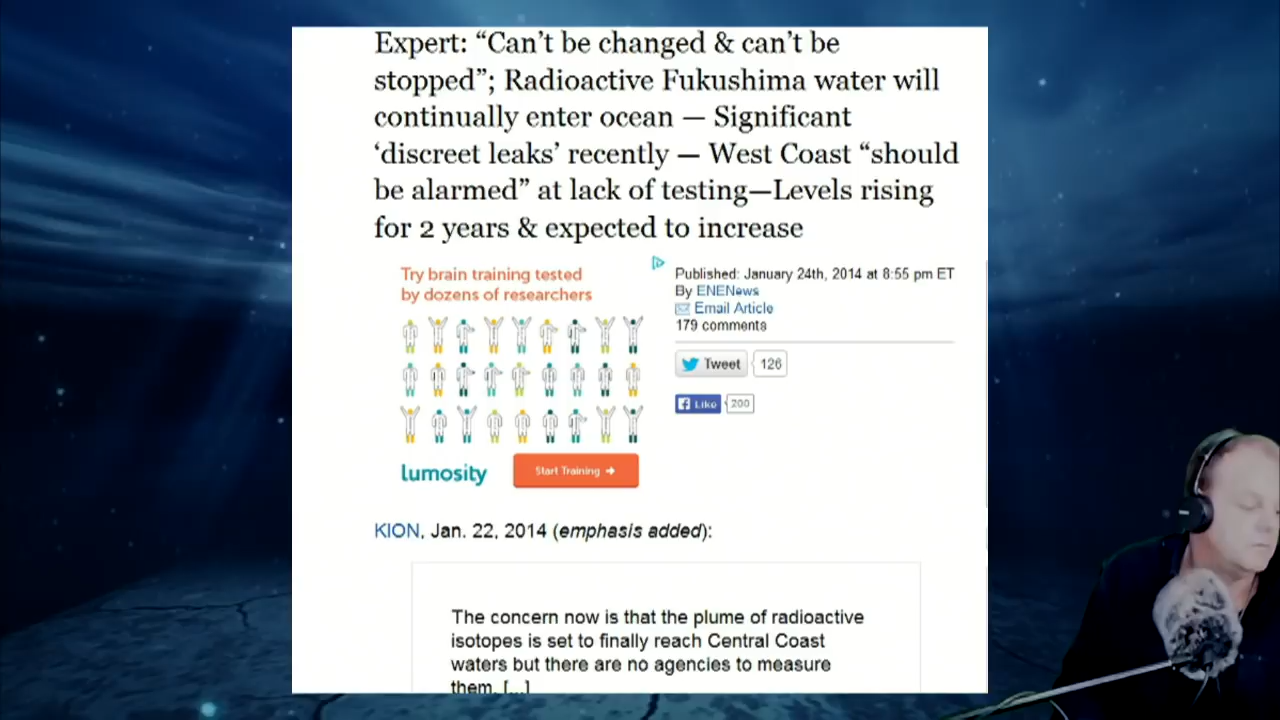 Expert: “Can’t be changed & can’t be
stopped”; Radioactive Fukushima water will
continually enter ocean — Significant
‘discreet leaks’ recently — West Coast “should
be alarmed” at lack of testing—Levels rising
for 2 years & expected to increase
Try brain training tested
by dozens of researchers
lumosity
Start Training →
Published: January 24th, 2014 at 8:55 pm ET
By ENENews
Email Article
179 comments
Tweet 126
Like 200
KION, Jan. 22, 2014 (emphasis added):
The concern now is that the plume of radioactive
isotopes is set to finally reach Central Coast
waters but there are no agencies to measure
them. [...]